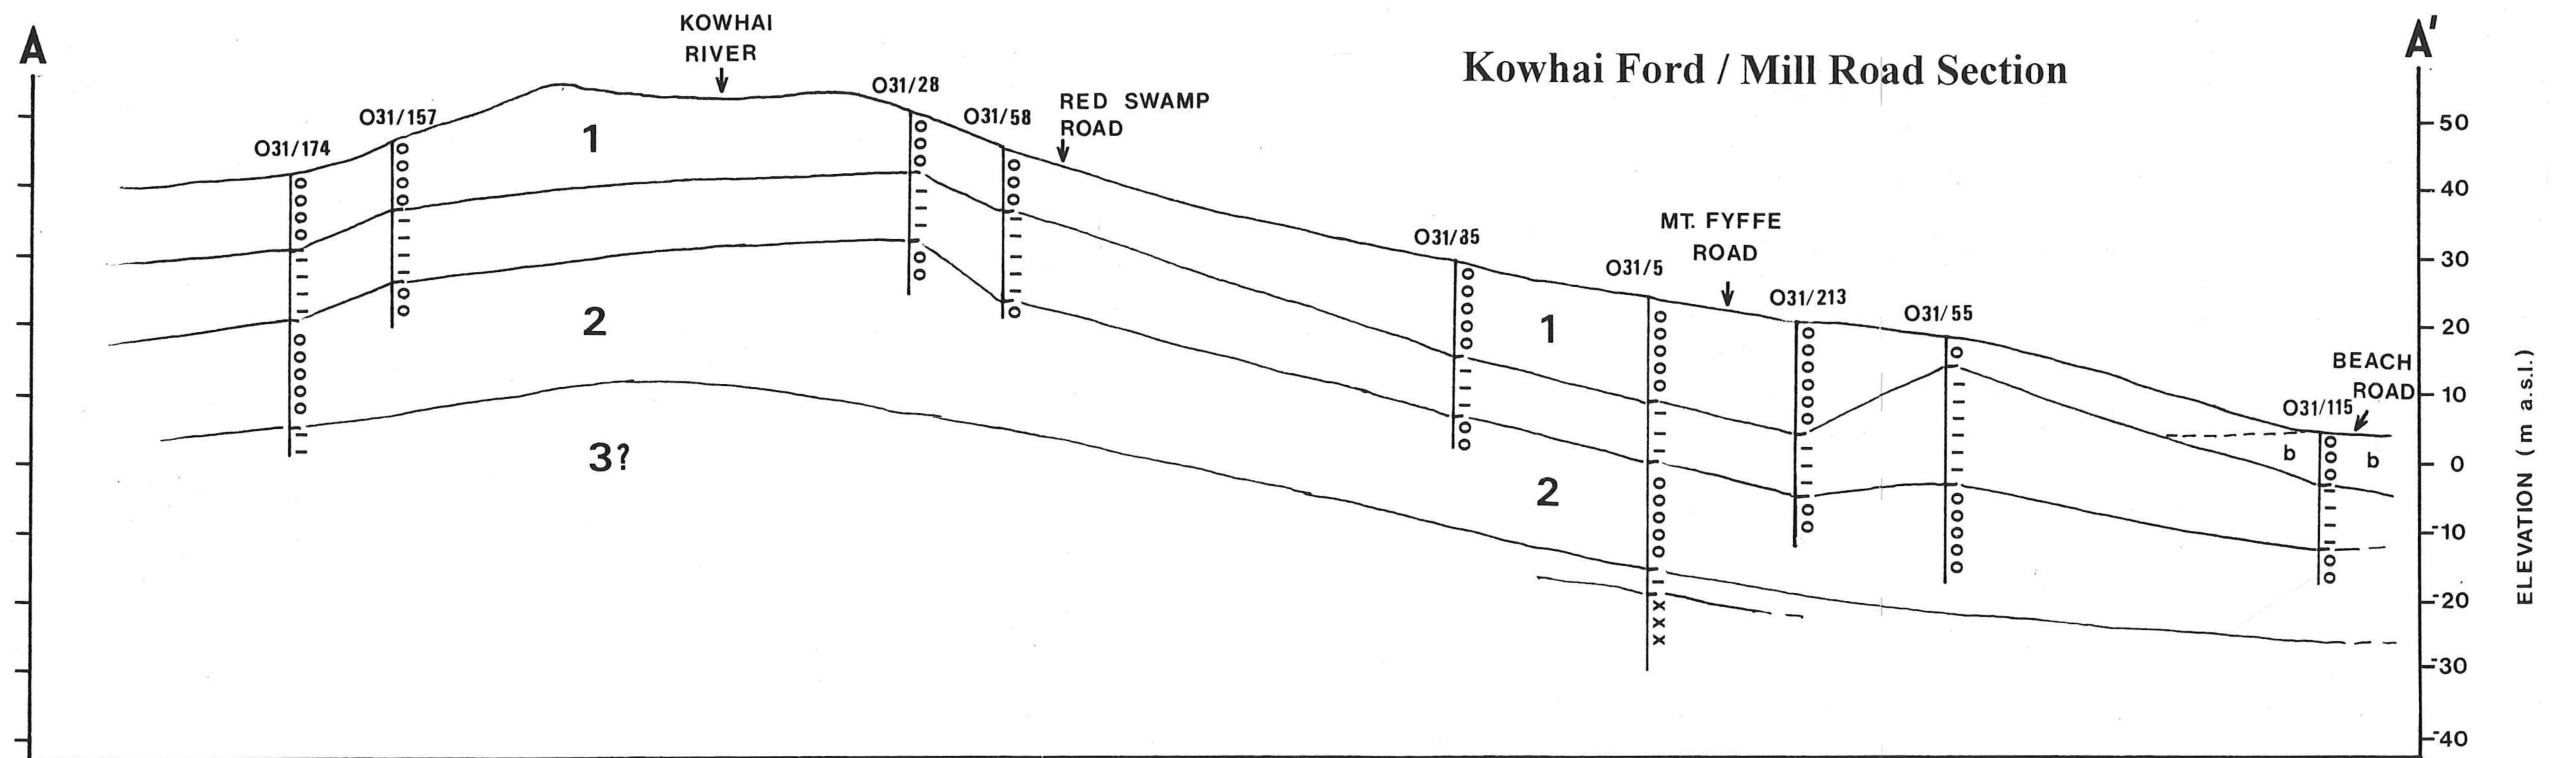 A
KOWHAI
RIVER
Kowhai Ford / Mill Road Section
A'
O31/174
O31/157
O31/28
O31/58
RED SWAMP
ROAD
O31/85
O31/5
MT. FYFFE
ROAD
O31/213
O31/55
BEACH
ROAD
O31/115
1
2
3?
1
2
b
b
50
40
30
20
10
0
-10
-20
-30
-40
ELEVATION (m a.s.l.)